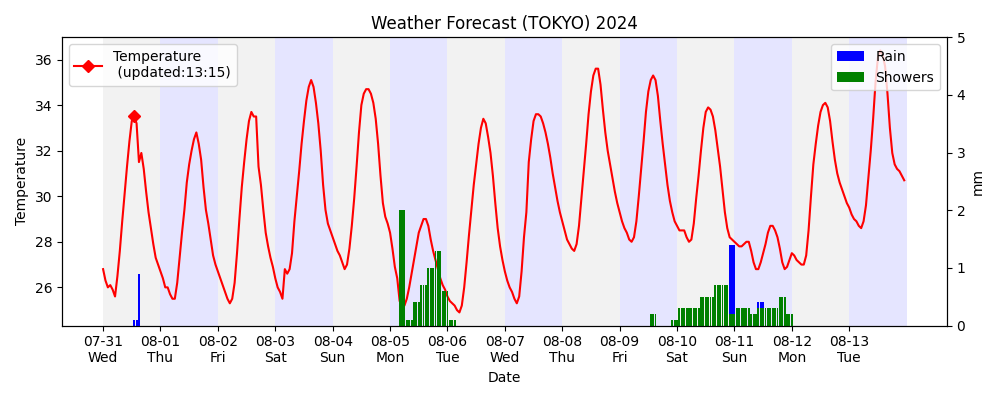 Weather Forecast (TOKYO) 2024
Temperature
(updated:13:15)
Rain
Showers
36
34
32
30
28
26
Temperature
5
4
3
2
1
0
mm
07-31 08-01 08-02 08-03 08-04 08-05 08-06 08-07 08-08 08-09 08-10 08-11 08-12 08-13
Wed Thu Fri Sat Sun Mon Tue Wed Thu Fri Sat Sun Mon Tue
Date